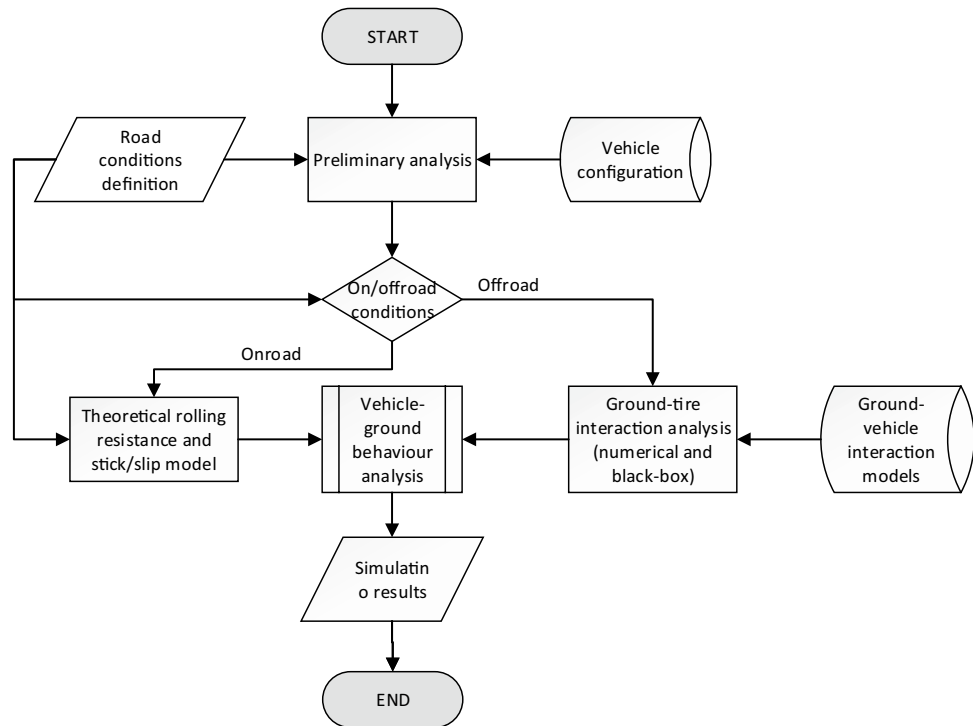 START
Road
conditions
definition
Preliminary analysis
Vehicle
configuration
On/offroad
conditions
Offroad
Onroad
Theoretical rolling
resistance and
stick/slip model
Vehicle-
ground
behaviour
analysis
Ground-tire
interaction analysis
(numerical and
black-box)
Ground-
vehicle
interaction
models
Simulatin
o results
END